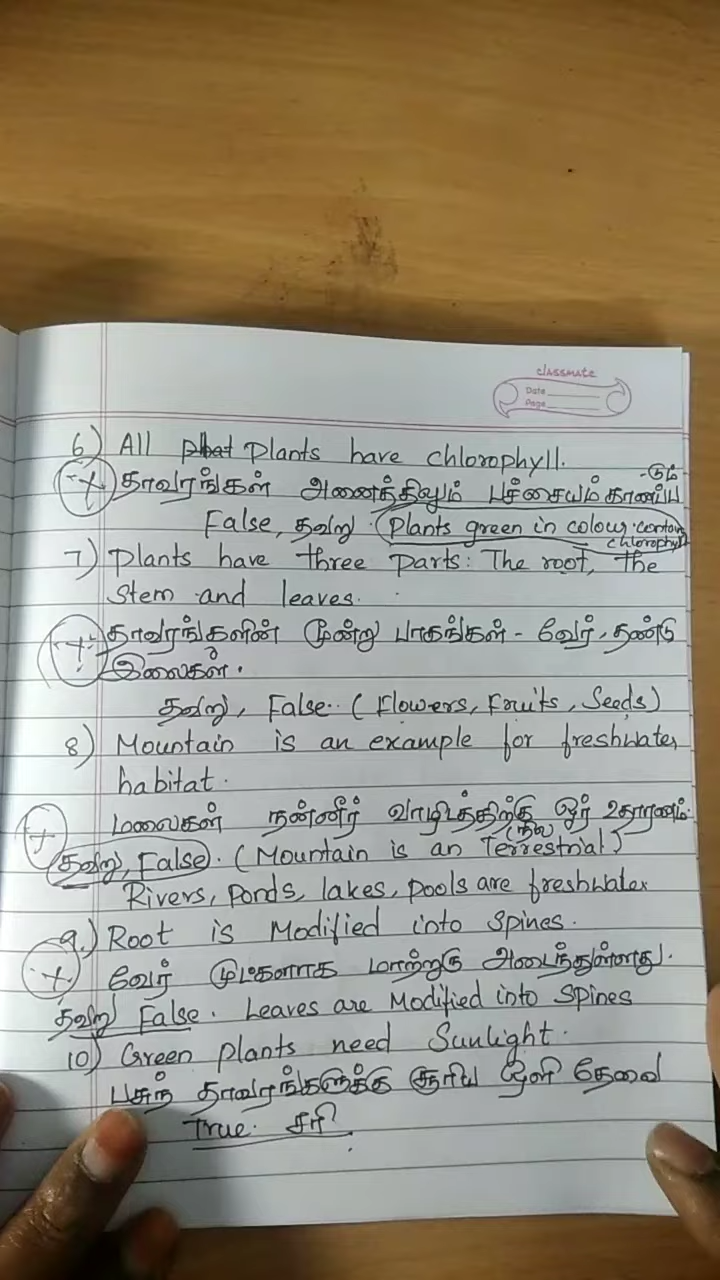 classmate
Date
Page
6) All plants have chlorophyll.
தாவரங்கள் அனைத்திலும் பச்சையம் காணப்படும்
False, தவறு. (Plants green in colour contain chlorophyll
7) Plants have three parts: The root, the
stem and leaves.
தாவரங்களின் மூன்று பாகங்கள் - வேர், தண்டு
இலைகள்.
தவறு, False. (Flowers, Fruits, Seeds)
8) Mountain is an example for freshwater
habitat.
மலைகள் நன்னீர் வாழிடத்திற்கு ஓர் உதாரணம்.
தவறு, False. (Mountain is an Terrestrial) (நில
Rivers, ponds, lakes, pools are freshwater
9.) Root is Modified into Spines.
வேர் முட்களாக மாற்றுரு அடைந்துள்ளது.
தவறு False. Leaves are Modified into Spines
10) Green plants need Sunlight.
பசுந் தாவரங்களுக்கு சூரிய ஒளி தேவை
True. சரி